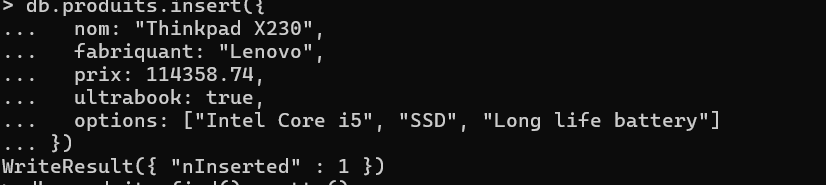 > db.produits.insert({
...   nom: "Thinkpad X230",
...   fabriquant: "Lenovo",
...   prix: 114358.74,
...   ultrabook: true,
...   options: ["Intel Core i5", "SSD", "Long life battery"]
... })
WriteResult({ "nInserted" : 1 })